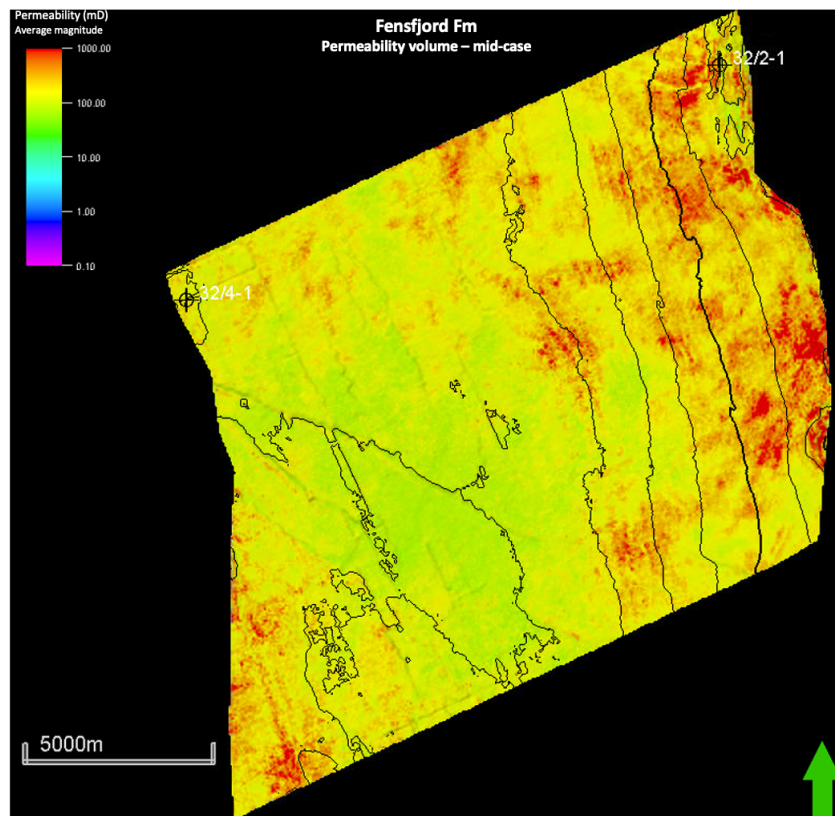 Permeability (mD)
Average magnitude
1000.00
100.00
10.00
1.00
0.10
Fensfjord Fm
Permeability volume – mid-case
32/2-1
32/4-1
5000m